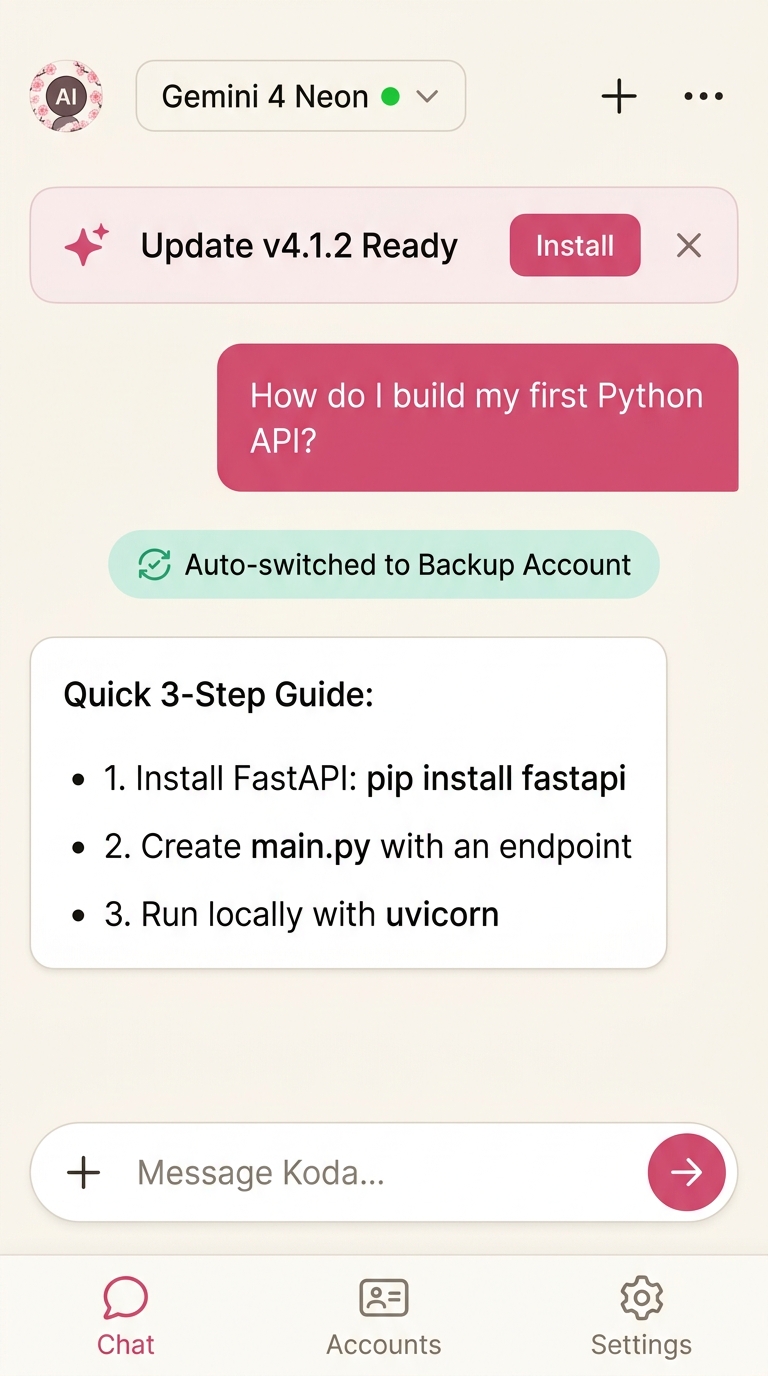 AI
Gemini 4 Neon
Update v4.1.2 Ready
Install
How do I build my first Python
API?
Auto-switched to Backup Account
Quick 3-Step Guide:
• 1. Install FastAPI: pip install fastapi
• 2. Create main.py with an endpoint
• 3. Run locally with uvicorn
Message Koda...
Chat
Accounts
Settings